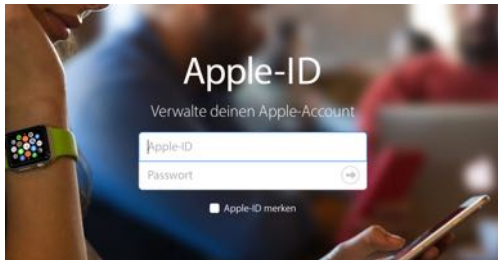 Apple-ID
Verwalte deinen Apple-Account
Apple-ID
Passwort
Apple-ID merken